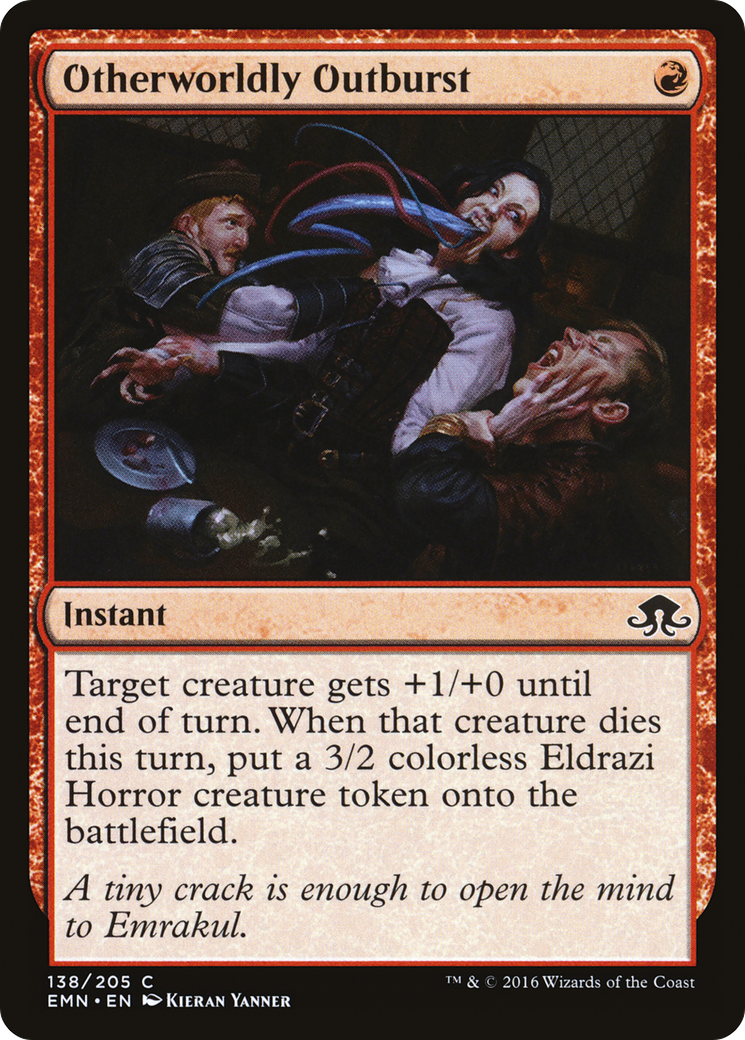 Otherworldly Outburst
Instant
Target creature gets +1/+0 until
end of turn. When that creature dies
this turn, put a 3/2 colorless Eldrazi
Horror creature token onto the
battlefield.
A tiny crack is enough to open the mind
to Emrakul.
138/205 C
EMN • EN Kieran Yanner
™ & © 2016 Wizards of the Coast